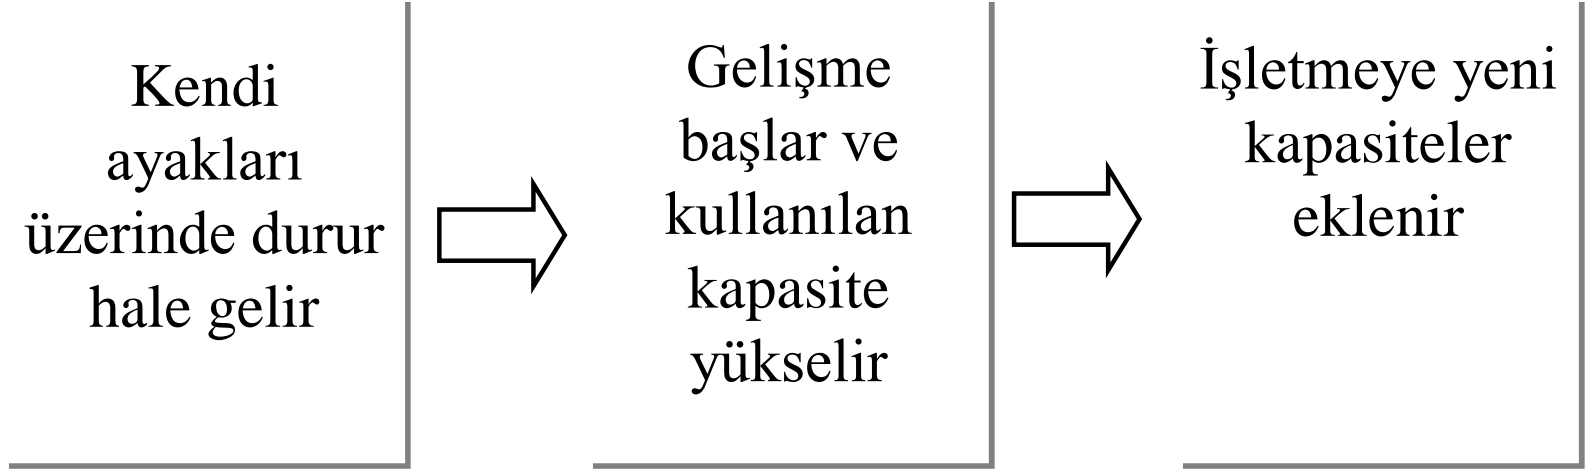 Kendi
ayakları
üzerinde durur
hale gelir
Gelişme
başlar ve
kullanılan
kapasite
yükselir
İşletmeye yeni
kapasiteler
eklenir